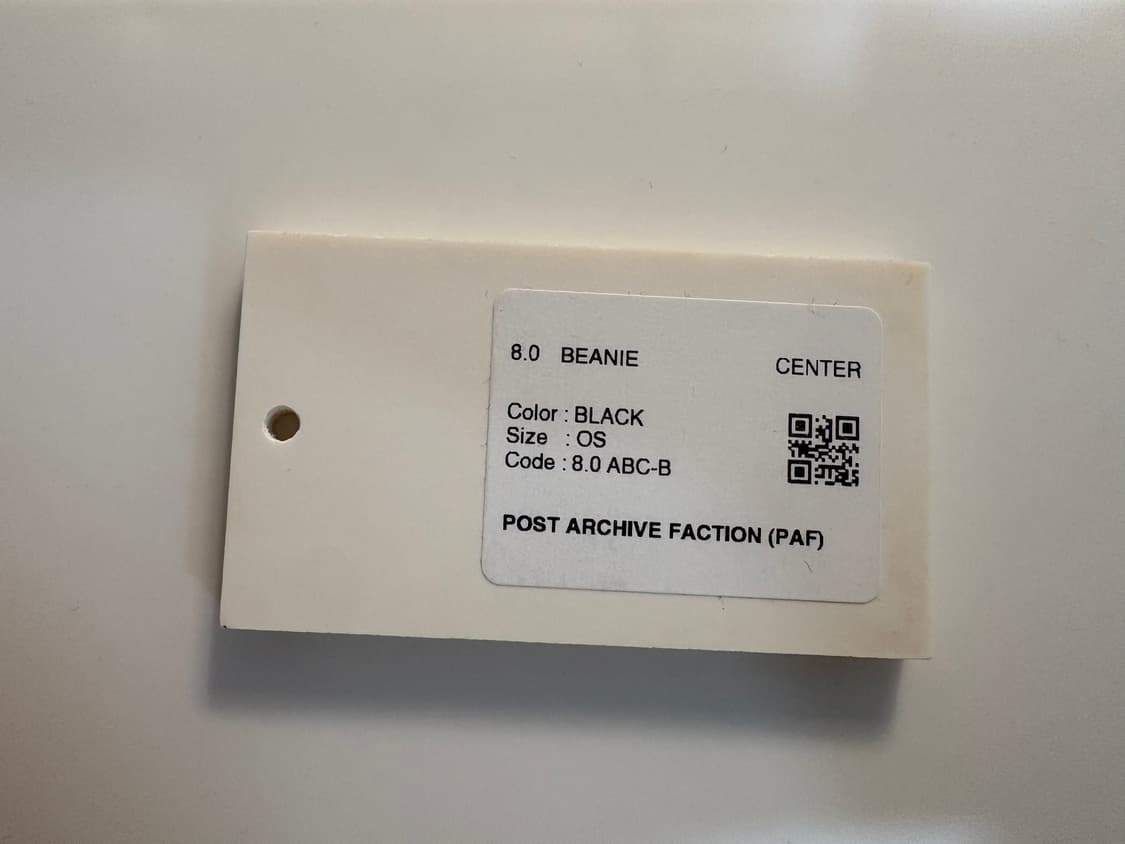 8.0 BEANIE CENTER
Color : BLACK
Size : OS
Code : 8.0 ABC-B
POST ARCHIVE FACTION (PAF)